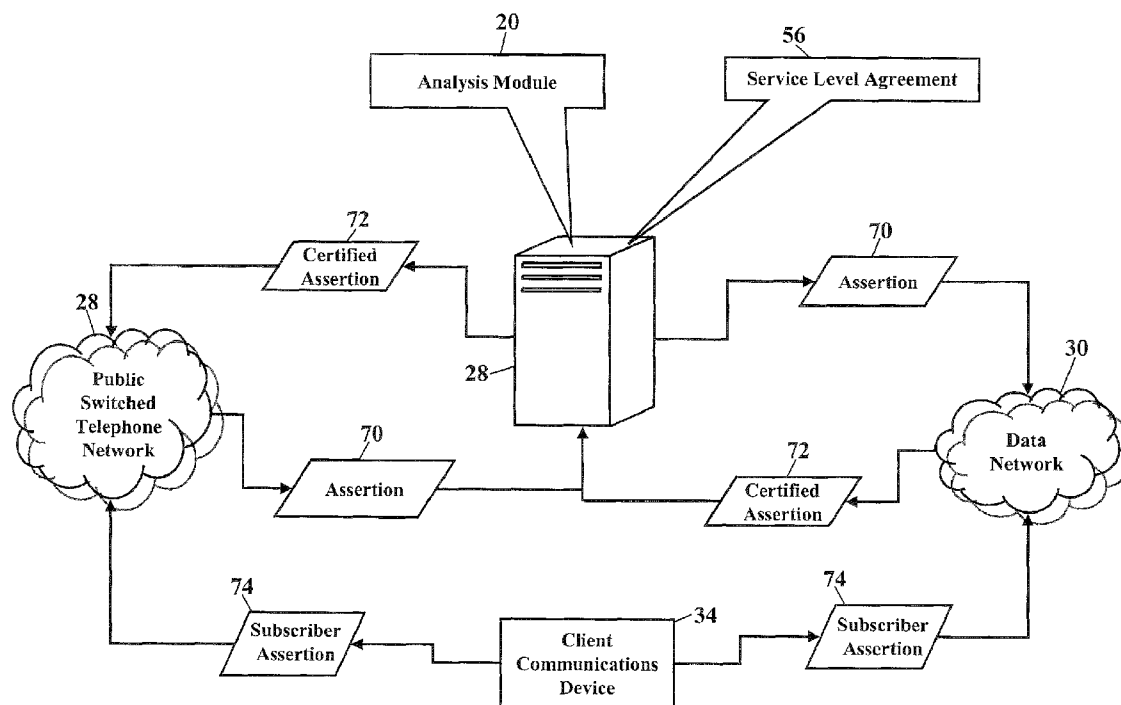 20
56
Analysis Module
Service Level Agreement
72
Certified
Assertion
70
Assertion
28
Public
Switched
Telephone
Network
28
30
Data
Network
70
Assertion
72
Certified
Assertion
74
Subscriber
Assertion
34
Client
Communications
Device
74
Subscriber
Assertion